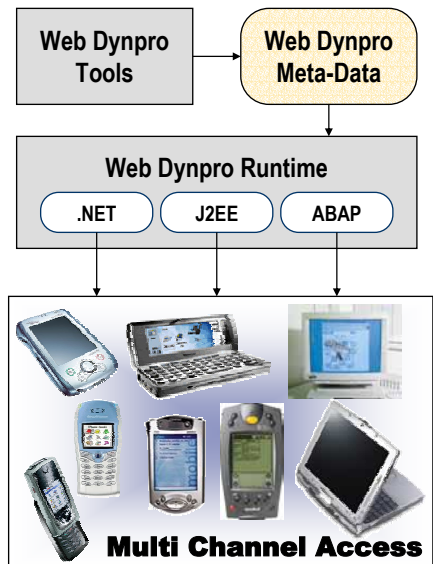 Web Dynpro
Tools
Web Dynpro
Meta-Data
Web Dynpro Runtime
.NET
J2EE
ABAP
Multi Channel Access